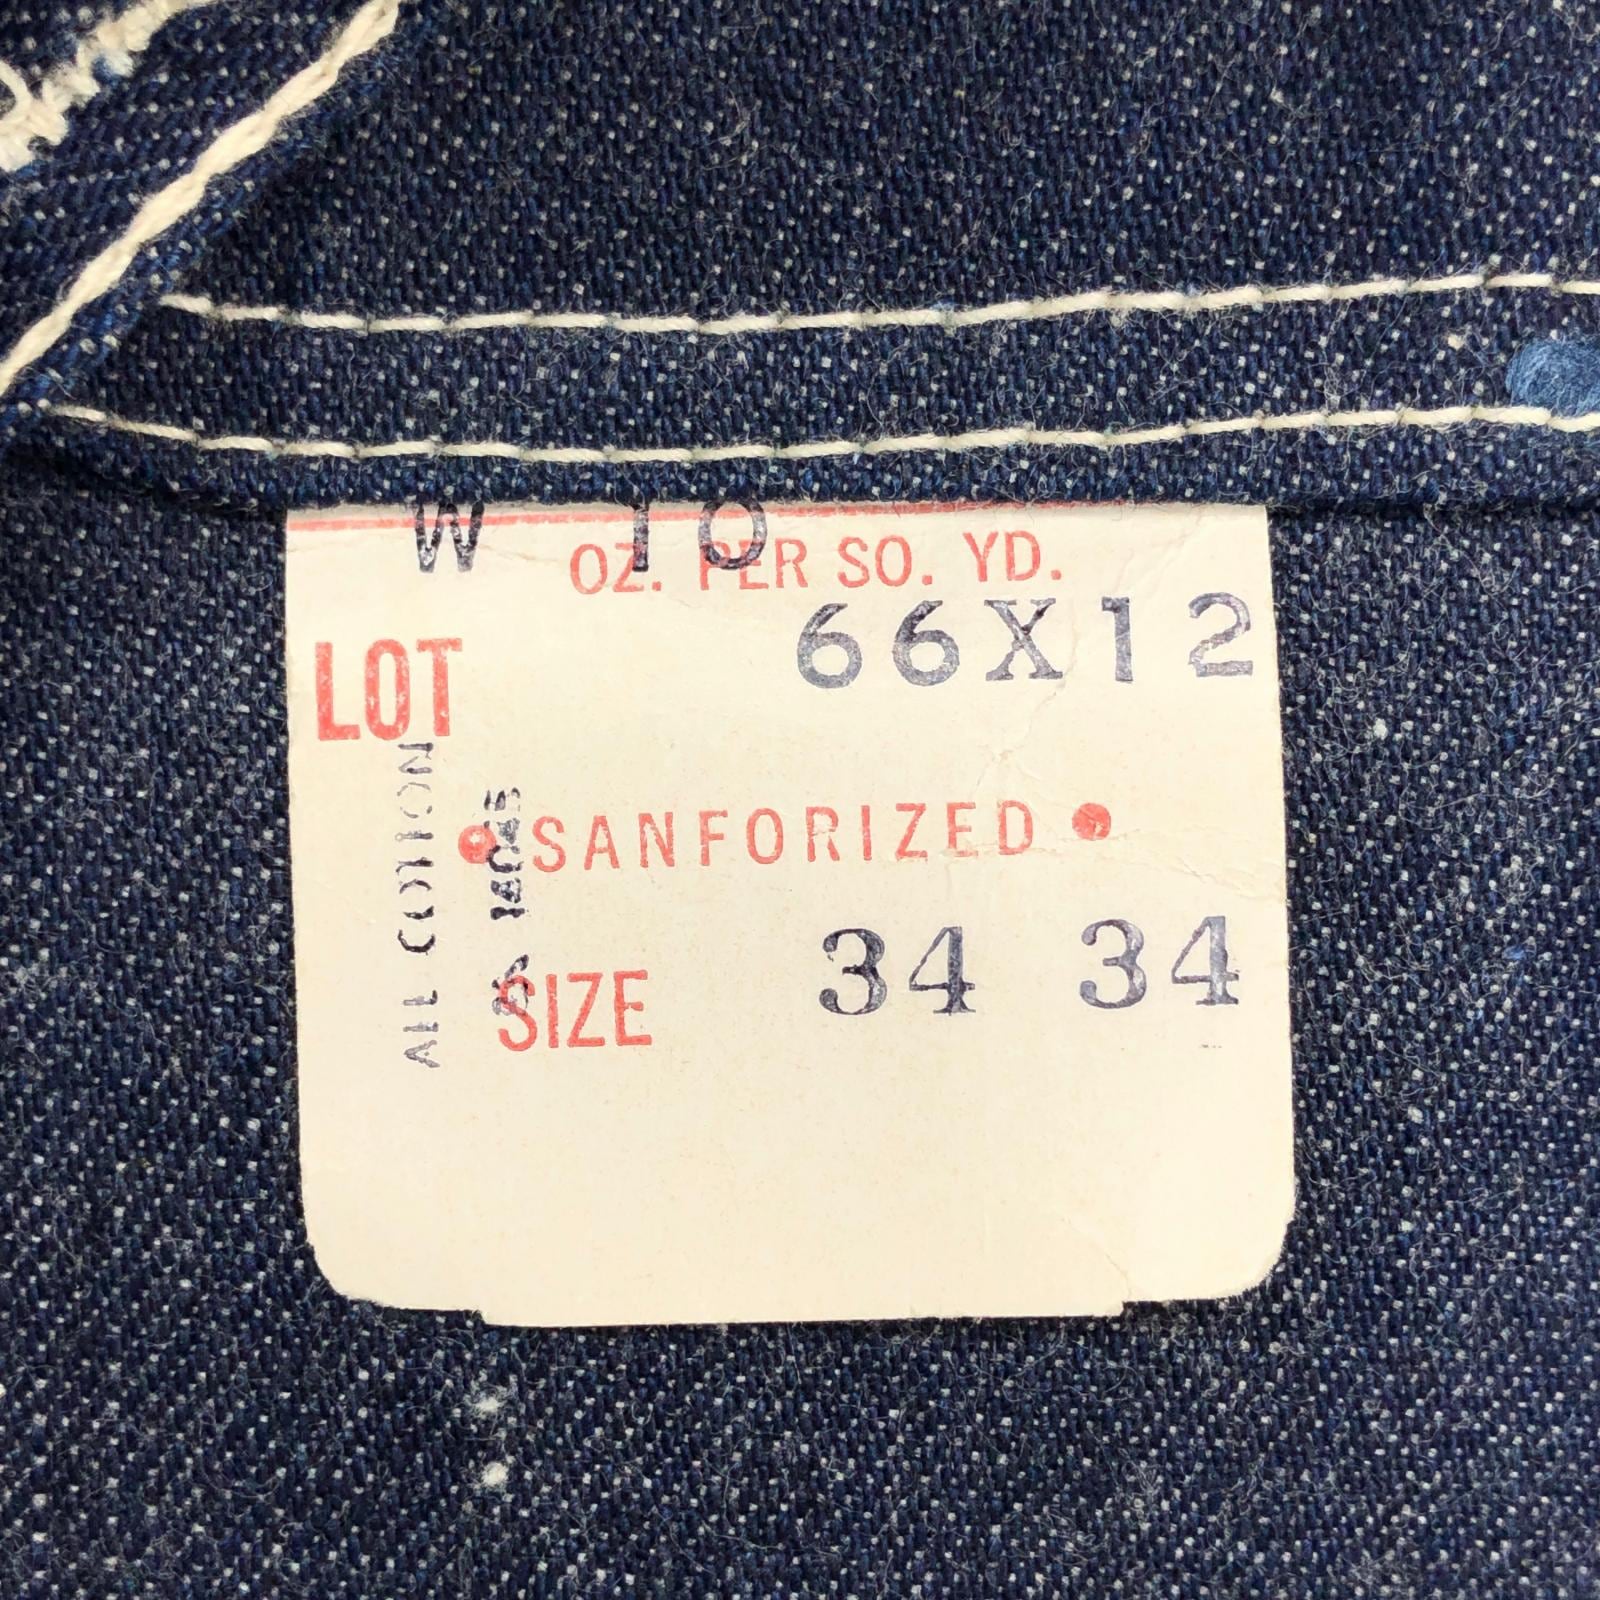 W 10
OZ. PER SQ. YD.
66X12
LOT
SANFORIZED
SIZE 34 34
ALL COTTON